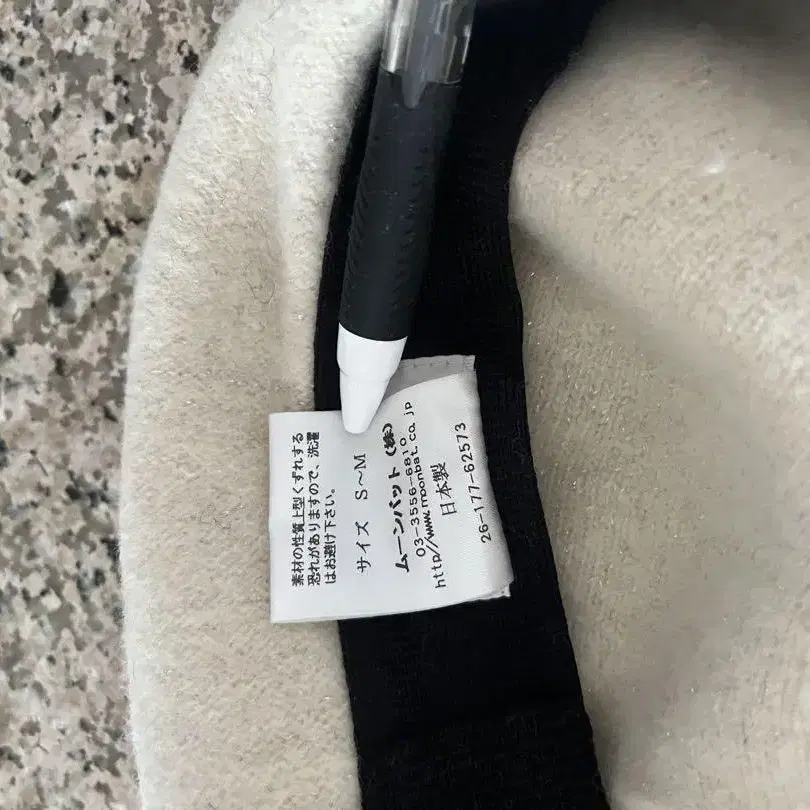 素材の性質上型くずれする
恐れがありますので、洗濯
はお避け下さい。
サイズ S〜M
ムーンバット(株)
03-3556-6810
http//www.moonbat.co.jp
日本製
26-177-62573